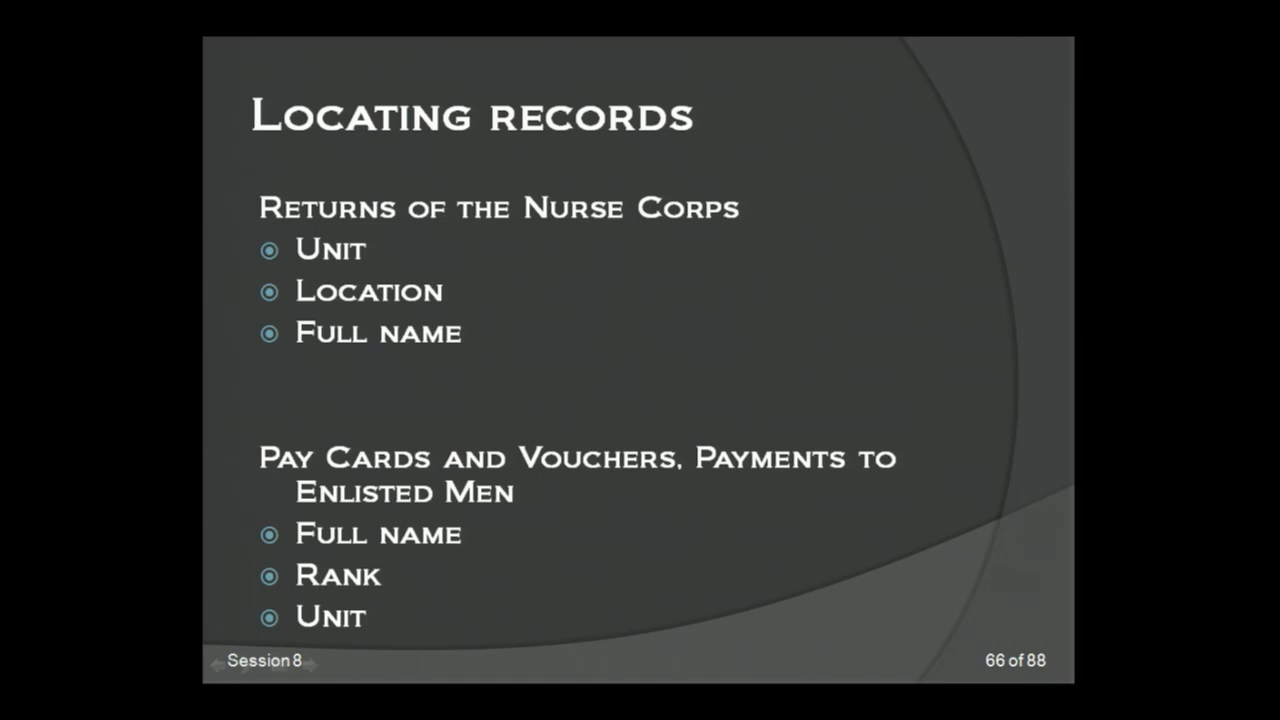 Locating records
Returns of the Nurse Corps
Unit
Location
Full name
Pay Cards and Vouchers, Payments to
Enlisted Men
Full name
Rank
Unit
Session 8
66 of 88